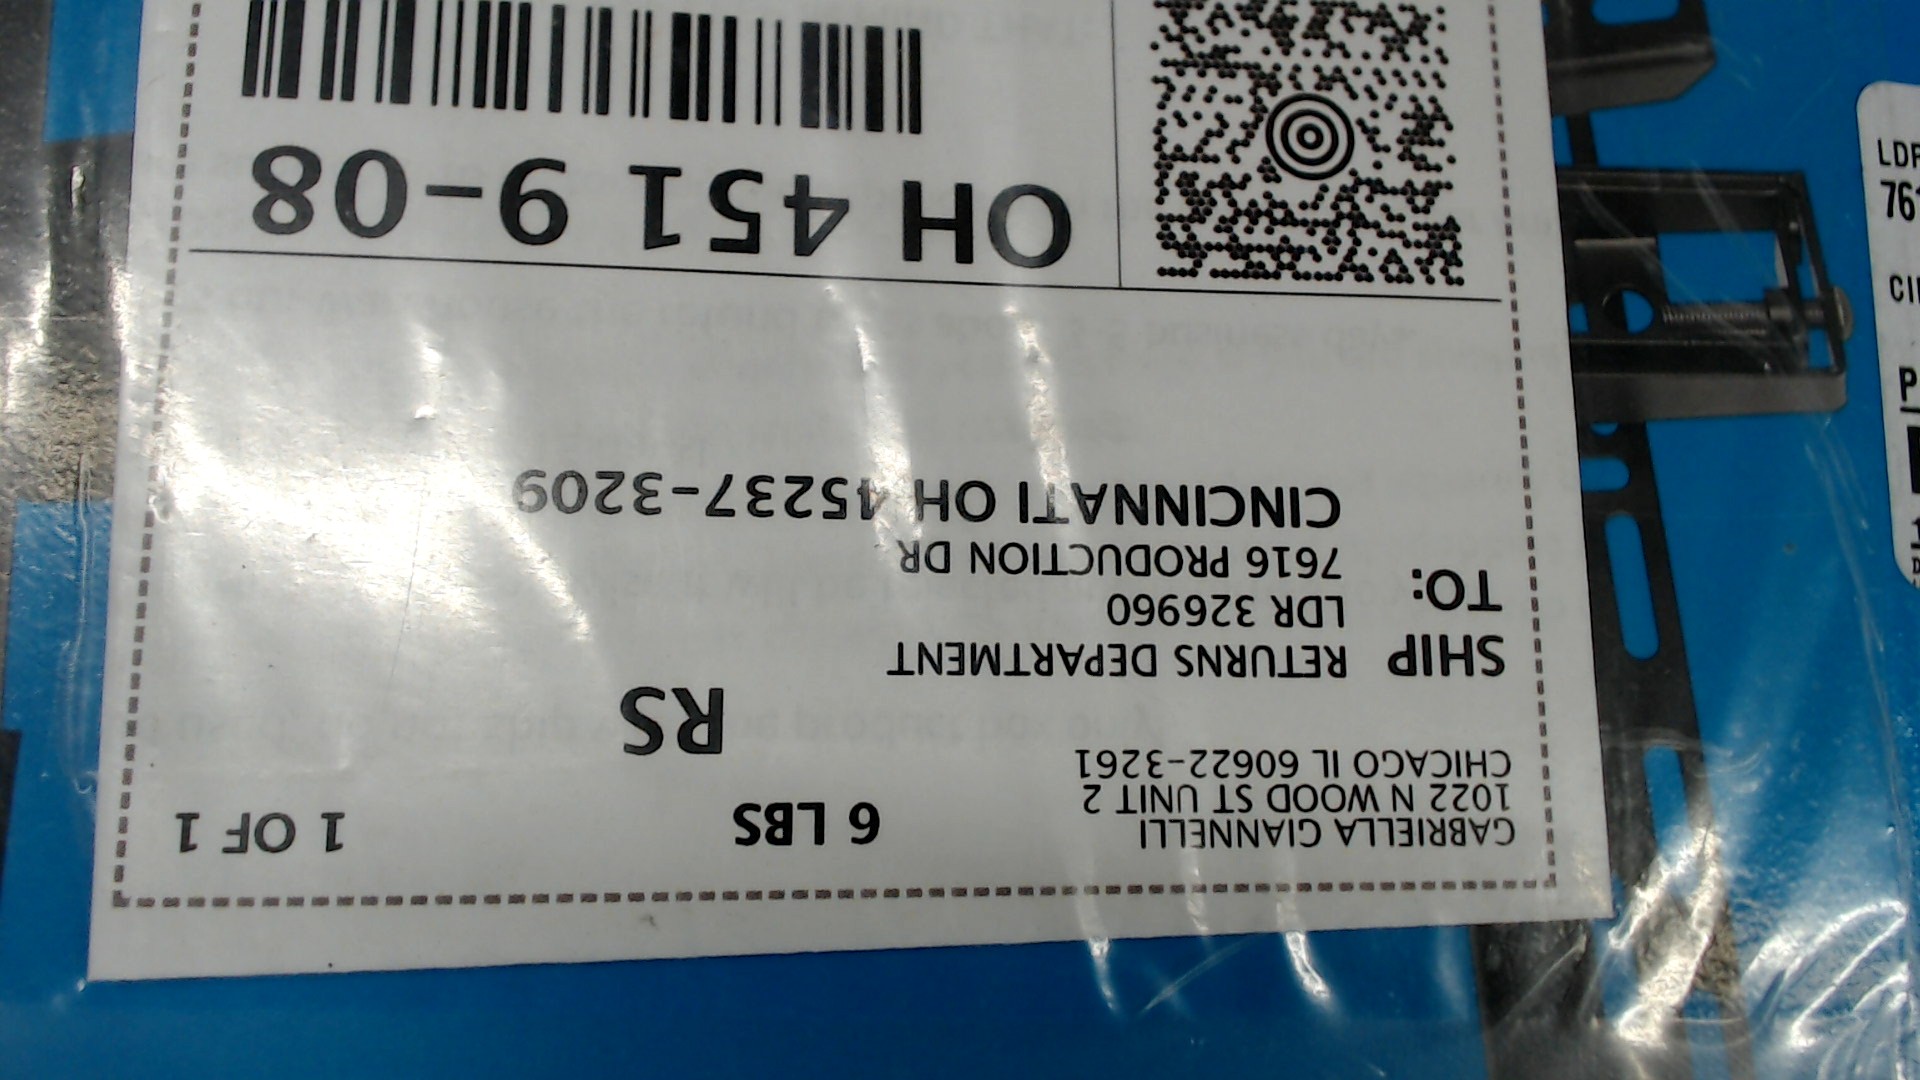 GABRIELLA GIANNELLI
1022 N WOOD ST UNIT 2
CHICAGO IL 60622-3261
6 LBS
1 OF 1
RS
SHIP
TO:
RETURNS DEPARTMENT
LDR 326960
7616 PRODUCTION DR
CINCINNATI OH 45237-3209
OH 451 9-08